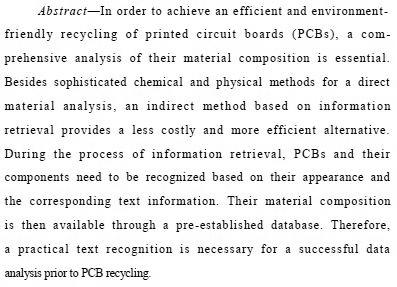 Abstract—In order to achieve an efficient and environment-
friendly recycling of printed circuit boards (PCBs), a com-
prehensive analysis of their material composition is essential.
Besides sophisticated chemical and physical methods for a direct
material analysis, an indirect method based on information
retrieval provides a less costly and more efficient alternative.
During the process of information retrieval, PCBs and their
components need to be recognized based on their appearance and
the corresponding text information. Their material composition
is then available through a pre-established database. Therefore,
a practical text recognition is necessary for a successful data
analysis prior to PCB recycling.